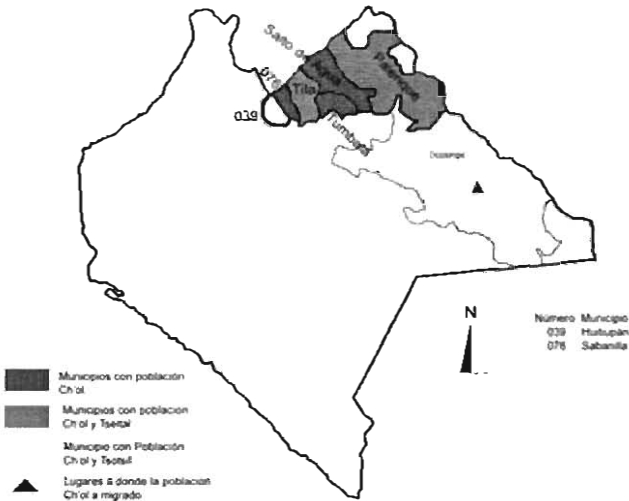 Salto de Agua
Palenque
076
Tila
039
Tumbalá
Ocosingo
N
Número Municipio
039 Huitiupán
076 Sabanilla
Municipios con población
Ch'ol
Municipios con población
Ch'ol y Tseltal
Municipio con Población
Ch'ol y Tsotsil
Lugares a donde la población
Ch'ol a migrado